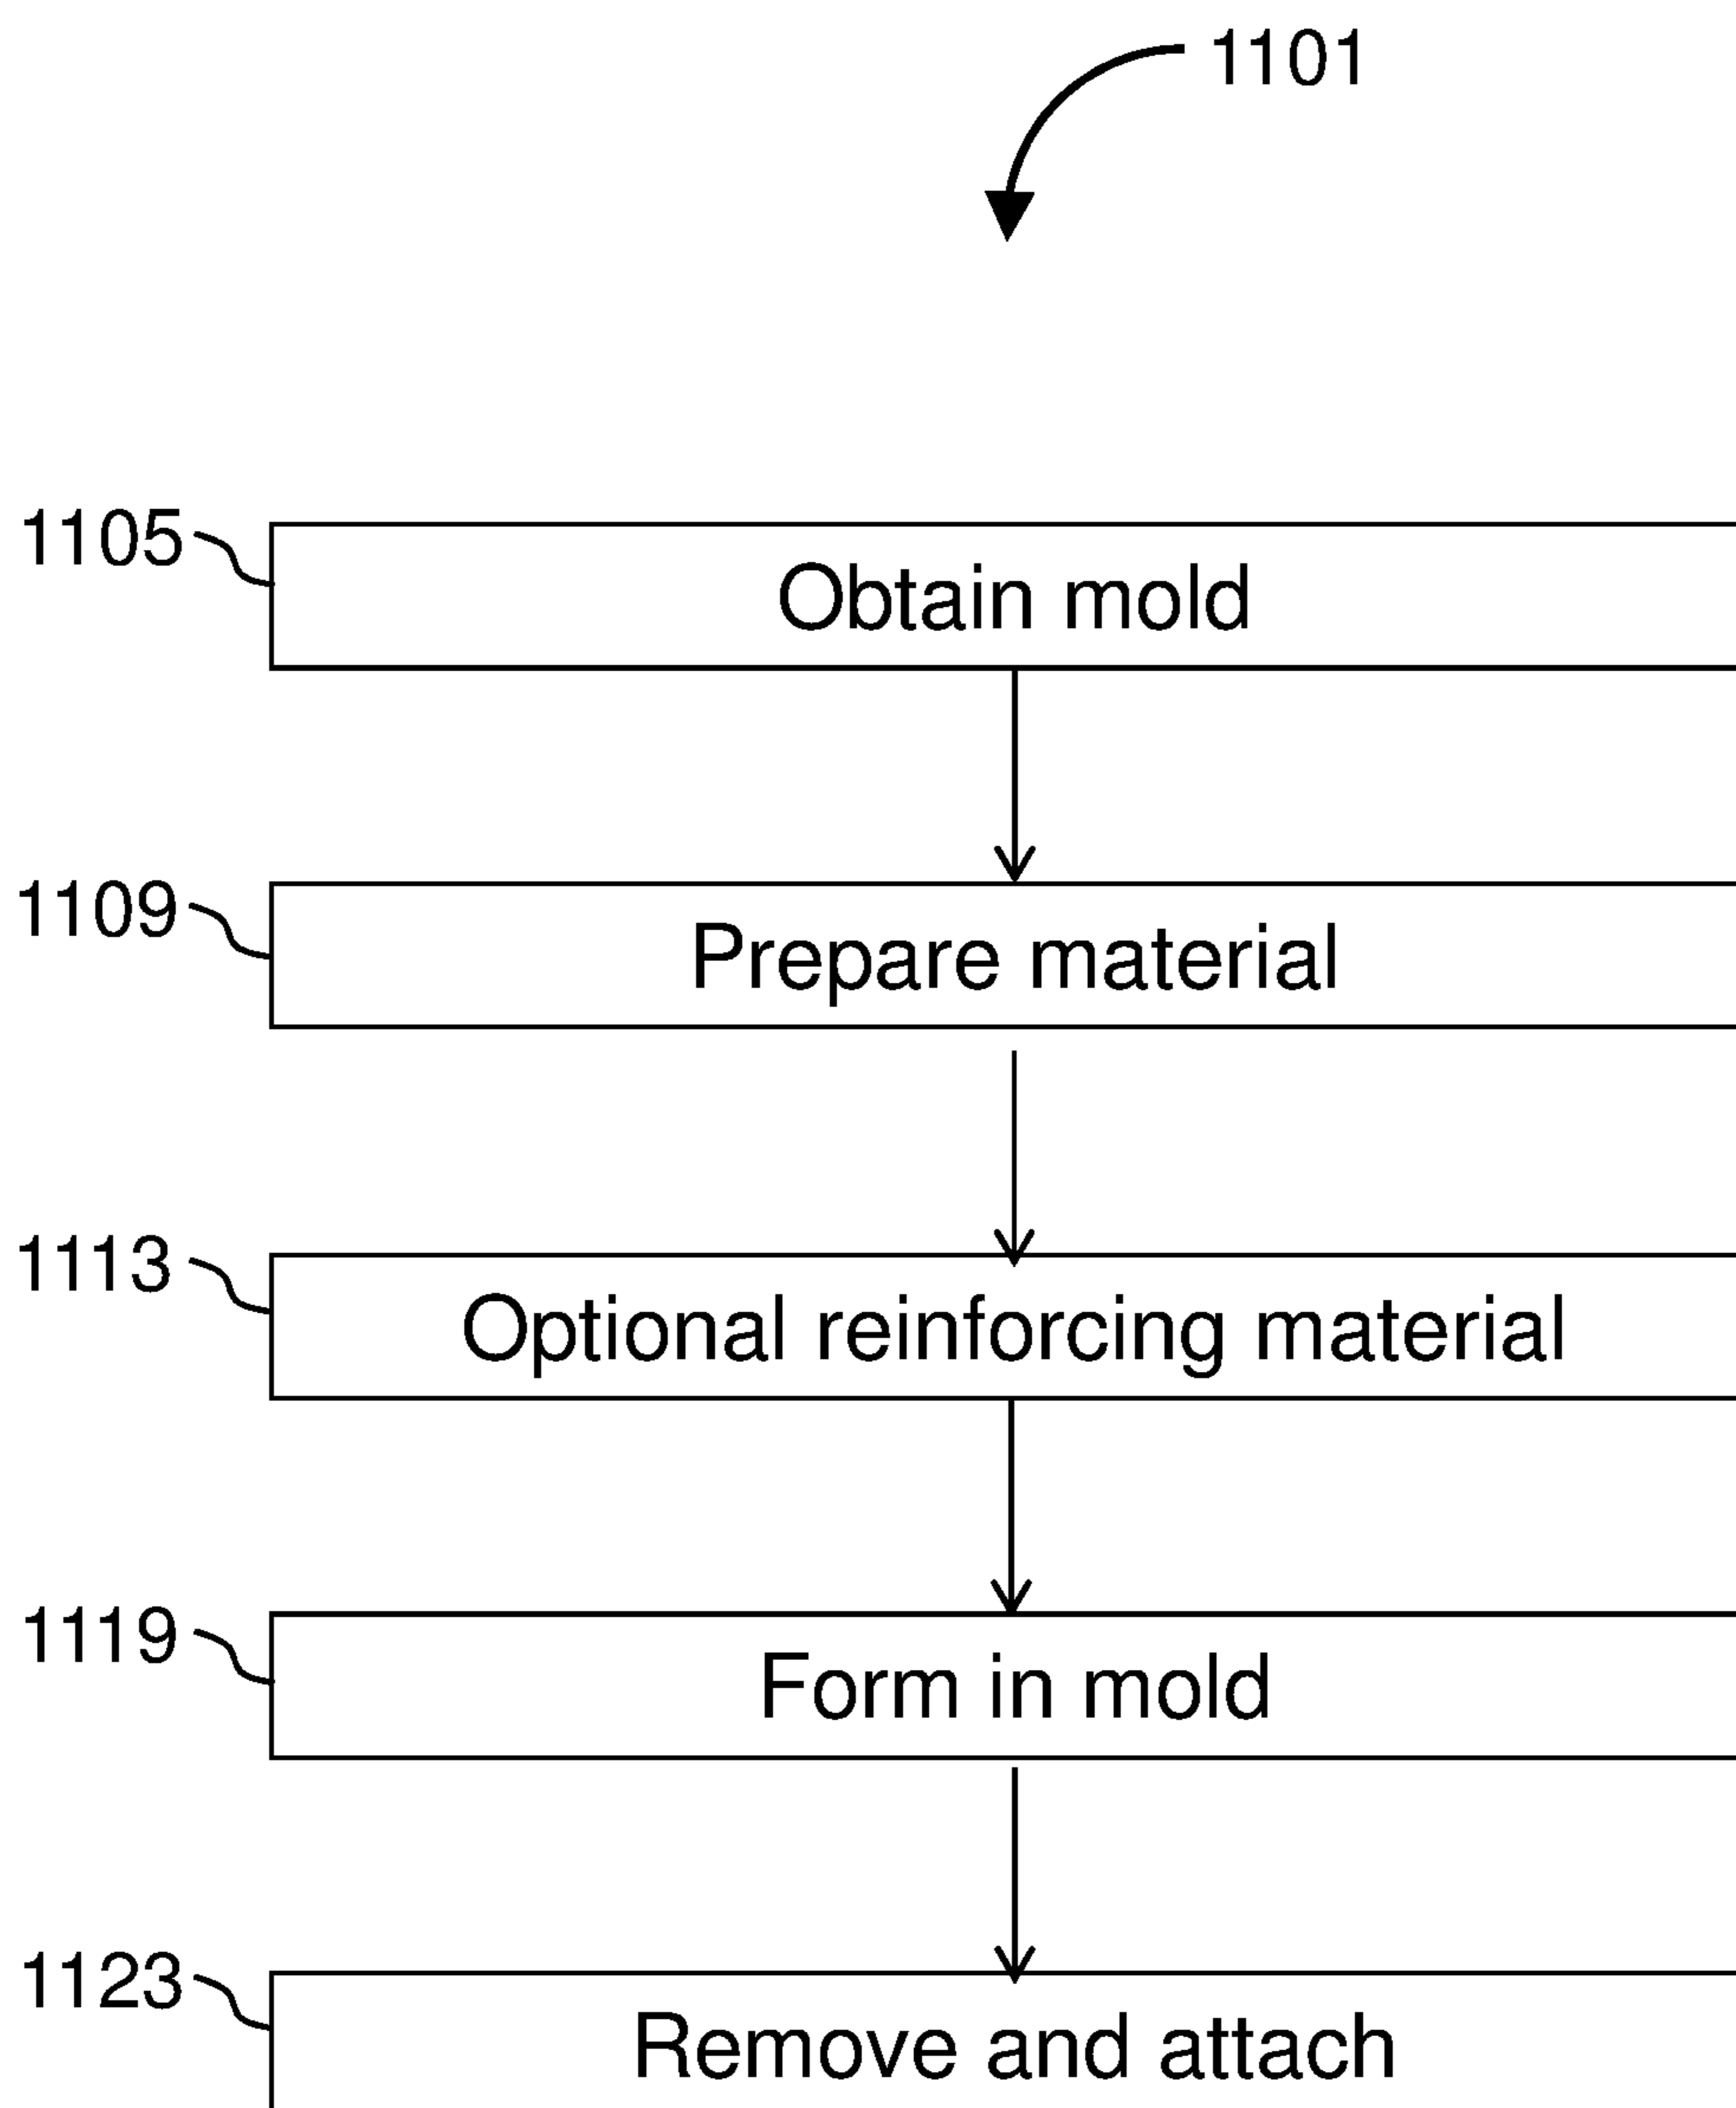 1101
1105
Obtain mold
1109
Prepare material
1113
Optional reinforcing material
1119
Form in mold
1123
Remove and attach